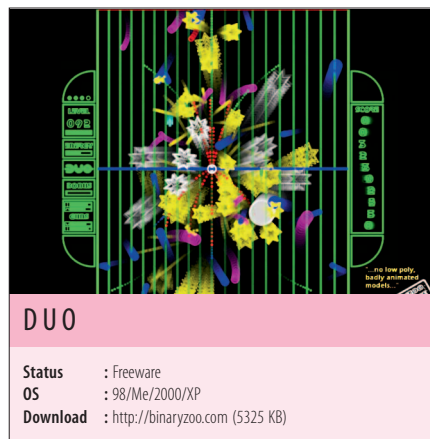 LEVEL
092
SCORE
DUO
"...no low poly,
badly animated
models..."
DUO
Status : Freeware
OS : 98/Me/2000/XP
Download : http://binaryzoo.com (5325 KB)